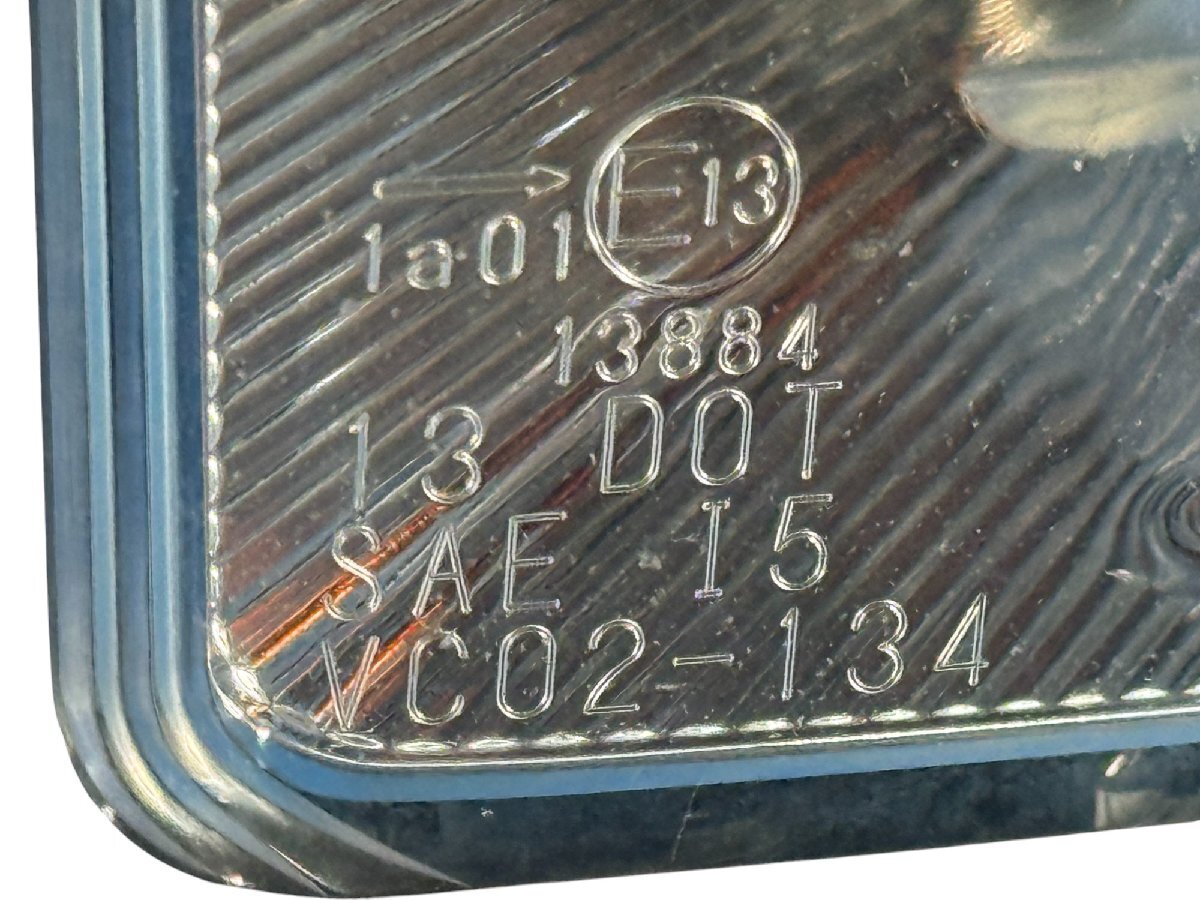 → E13
1a01
13884
13 DOT
SAE I5
VC02-134